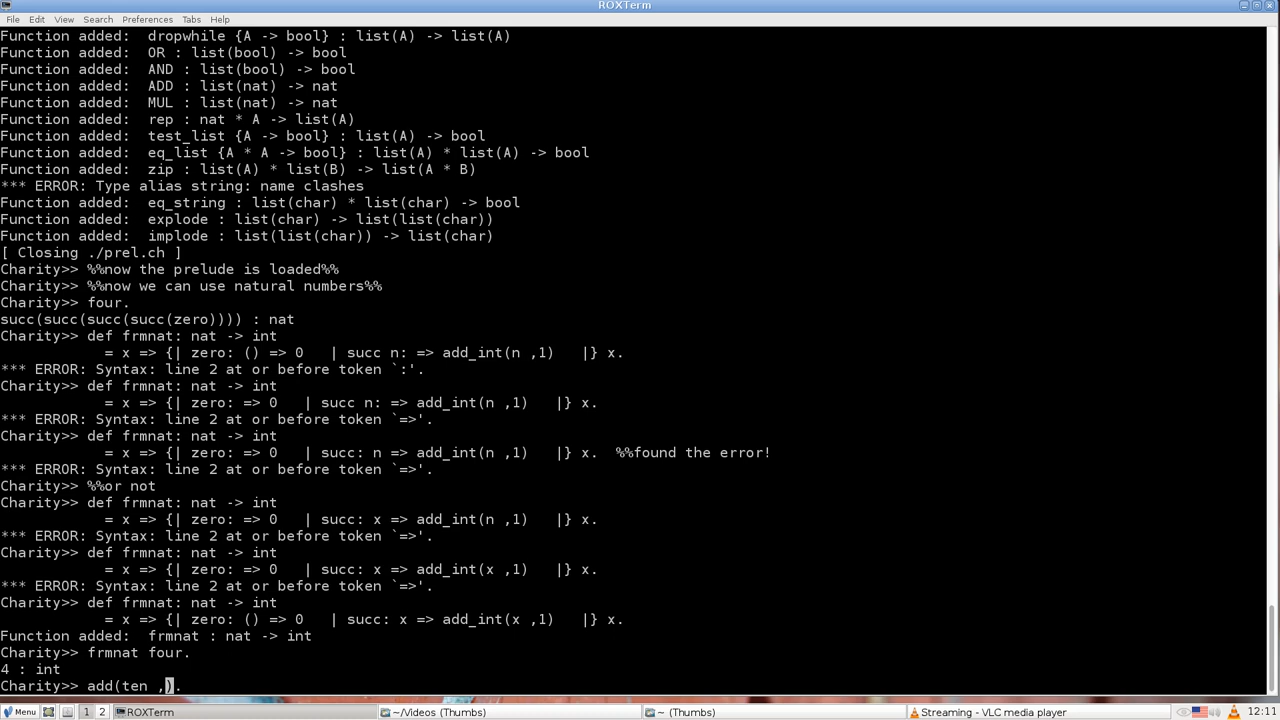 ROXTerm
File Edit View Search Preferences Tabs Help
Function added:  dropwhile {A -> bool} : list(A) -> list(A)
Function added:  OR : list(bool) -> bool
Function added:  AND : list(bool) -> bool
Function added:  ADD : list(nat) -> nat
Function added:  MUL : list(nat) -> nat
Function added:  rep : nat * A -> list(A)
Function added:  test_list {A -> bool} : list(A) -> bool
Function added:  eq_list {A * A -> bool} : list(A) * list(A) -> bool
Function added:  zip : list(A) * list(B) -> list(A * B)
*** ERROR: Type alias string: name clashes
Function added:  eq_string : list(char) * list(char) -> bool
Function added:  explode : list(char) -> list(list(char))
Function added:  implode : list(list(char)) -> list(char)
[ Closing ./prel.ch ]
Charity>> %%now the prelude is loaded%%
Charity>> %%now we can use natural numbers%%
Charity>> four.
succ(succ(succ(succ(zero)))) : nat
Charity>> def frmnat: nat -> int
            = x => {| zero: () => 0   | succ n: => add_int(n ,1)   |} x.
*** ERROR: Syntax: line 2 at or before token `:'.
Charity>> def frmnat: nat -> int
            = x => {| zero: => 0   | succ n: => add_int(n ,1)   |} x.
*** ERROR: Syntax: line 2 at or before token `=>'.
Charity>> def frmnat: nat -> int
            = x => {| zero: => 0   | succ: n => add_int(n ,1)   |} x.  %%found the error!
*** ERROR: Syntax: line 2 at or before token `=>'.
Charity>> %%or not
Charity>> def frmnat: nat -> int
            = x => {| zero: => 0   | succ: x => add_int(n ,1)   |} x.
*** ERROR: Syntax: line 2 at or before token `=>'.
Charity>> def frmnat: nat -> int
            = x => {| zero: => 0   | succ: x => add_int(x ,1)   |} x.
*** ERROR: Syntax: line 2 at or before token `=>'.
Charity>> def frmnat: nat -> int
            = x => {| zero: () => 0   | succ: x => add_int(x ,1)   |} x.
Function added:  frmnat : nat -> int
Charity>> frmnat four.
4 : int
Charity>> add(ten ,).
Menu 1 2 ROXTerm ~/Videos (Thumbs) ~ (Thumbs) Streaming - VLC media player 12:11